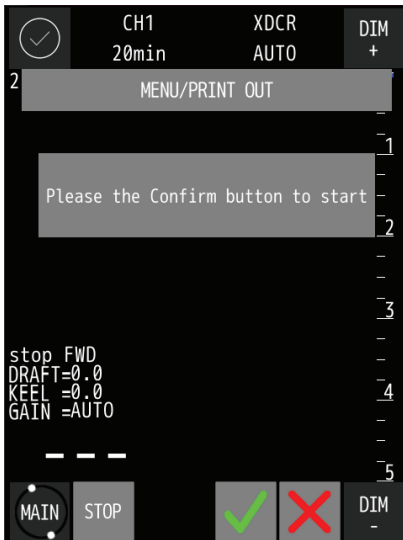 CH1 XDCR DIM
20min AUTO +
2
MENU/PRINT OUT
1
Please the Confirm button to start
2
3
stop FWD
DRAFT=0.0
KEEL =0.0
GAIN =AUTO
4
---
5
MAIN STOP DIM
-